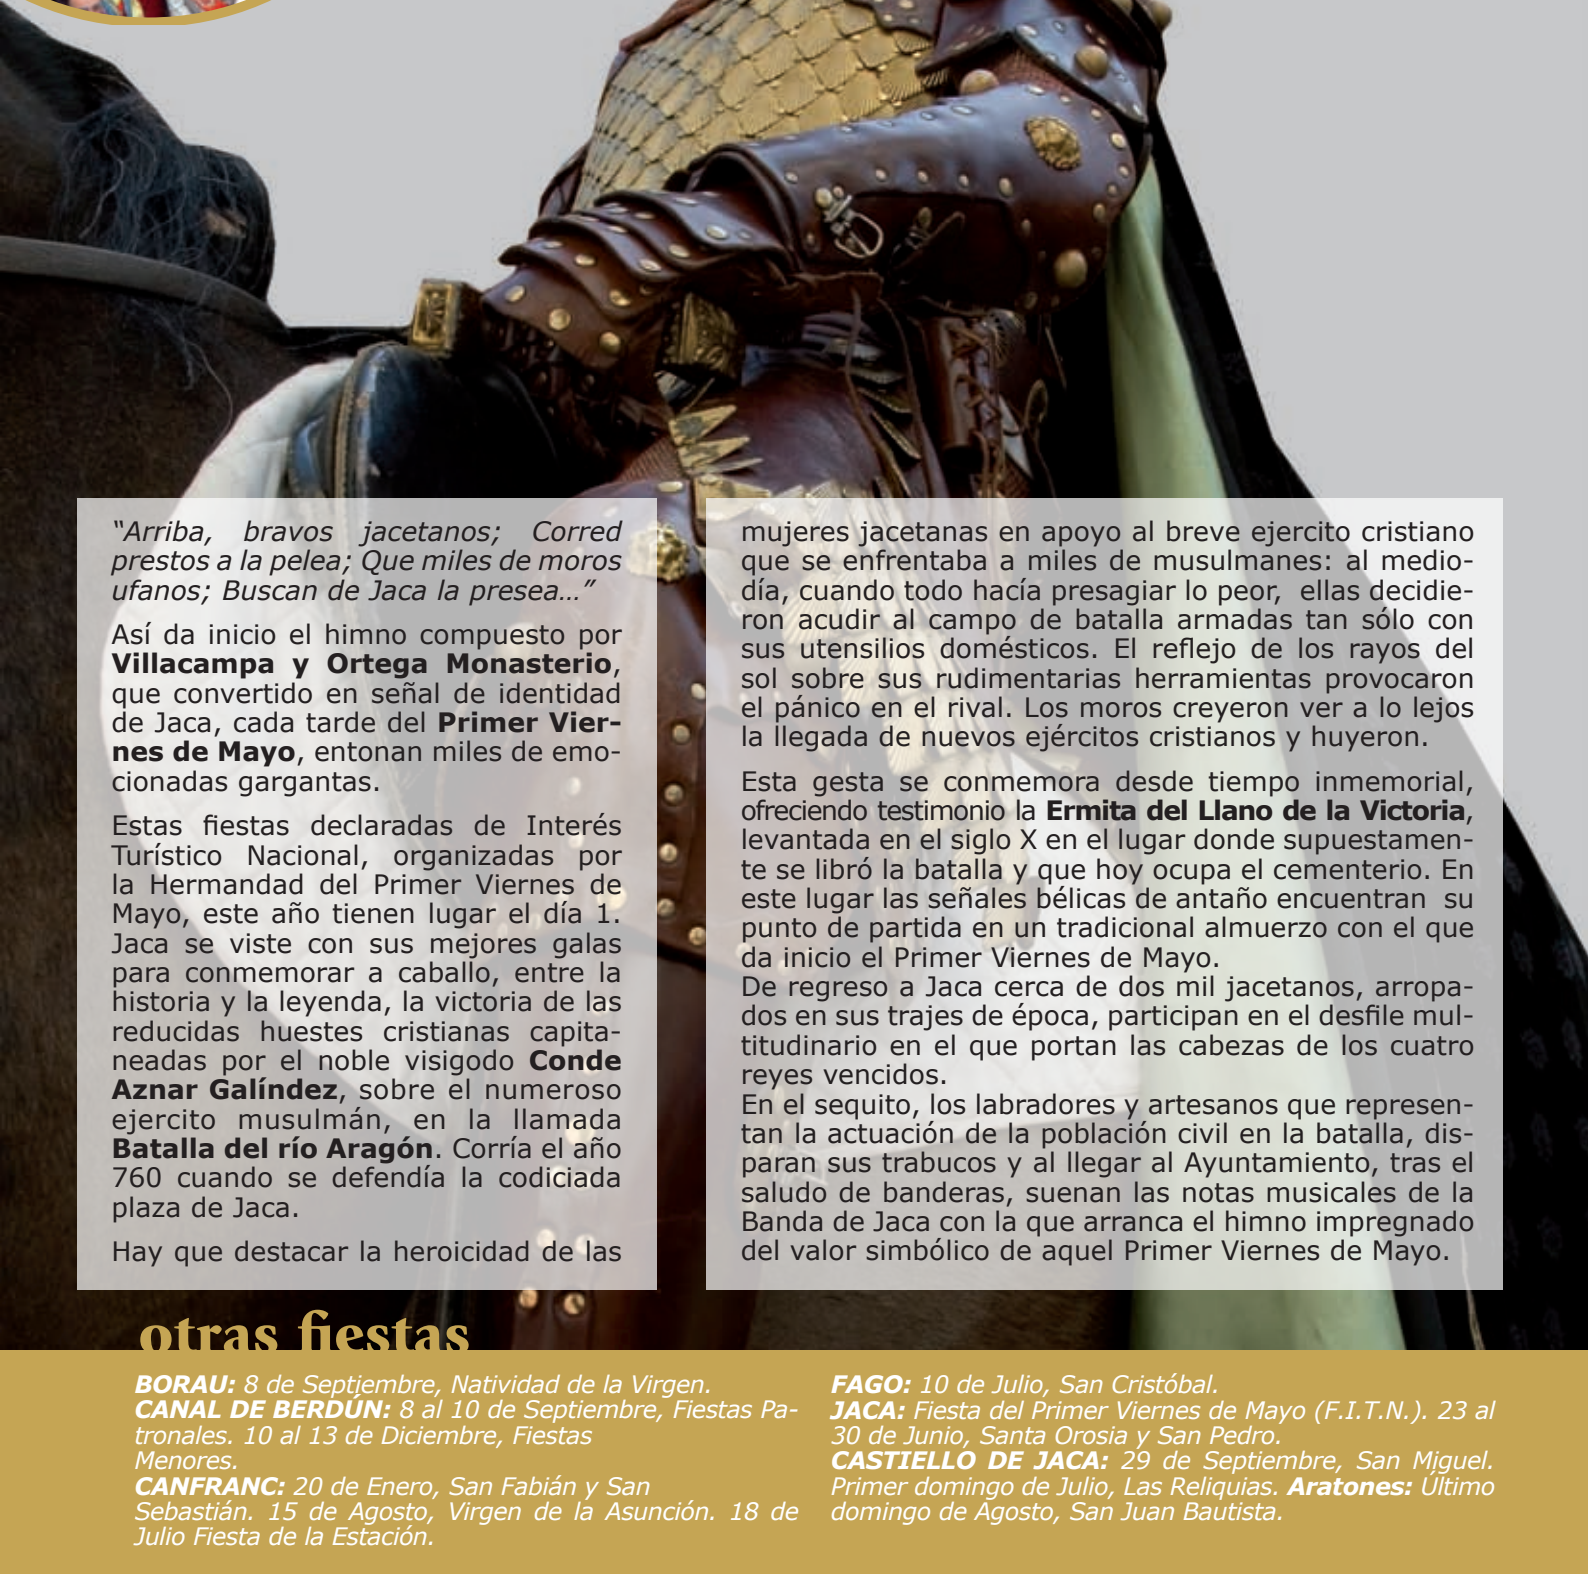 “Arriba, bravos jacetanos; Corred
prestos a la pelea; Que miles de moros
ufanos; Buscan de Jaca la presea…”
Así da inicio el himno compuesto por
Villacampa y Ortega Monasterio,
que convertido en señal de identidad
de Jaca, cada tarde del Primer Vier-
nes de Mayo, entonan miles de emo-
cionadas gargantas.
Estas fiestas declaradas de Interés
Turístico Nacional, organizadas por
la Hermandad del Primer Viernes de
Mayo, este año tienen lugar el día 1.
Jaca se viste con sus mejores galas
para conmemorar a caballo, entre la
historia y la leyenda, la victoria de las
reducidas huestes cristianas capita-
neadas por el noble visigodo Conde
Aznar Galíndez, sobre el numeroso
ejercito musulmán, en la llamada
Batalla del río Aragón. Corría el año
760 cuando se defendía la codiciada
plaza de Jaca.
Hay que destacar la heroicidad de las
mujeres jacetanas en apoyo al breve ejercito cristiano
que se enfrentaba a miles de musulmanes: al medio-
día, cuando todo hacía presagiar lo peor, ellas decidie-
ron acudir al campo de batalla armadas tan sólo con
sus utensilios domésticos. El reflejo de los rayos del
sol sobre sus rudimentarias herramientas provocaron
el pánico en el rival. Los moros creyeron ver a lo lejos
la llegada de nuevos ejércitos cristianos y huyeron.
Esta gesta se conmemora desde tiempo inmemorial,
ofreciendo testimonio la Ermita del Llano de la Victoria,
levantada en el siglo X en el lugar donde supuestamen-
te se libró la batalla y que hoy ocupa el cementerio. En
este lugar las señales bélicas de antaño encuentran su
punto de partida en un tradicional almuerzo con el que
da inicio el Primer Viernes de Mayo.
De regreso a Jaca cerca de dos mil jacetanos, arropa-
dos en sus trajes de época, participan en el desfile mul-
titudinario en el que portan las cabezas de los cuatro
reyes vencidos.
En el sequito, los labradores y artesanos que represen-
tan la actuación de la población civil en la batalla, dis-
paran sus trabucos y al llegar al Ayuntamiento, tras el
saludo de banderas, suenan las notas musicales de la
Banda de Jaca con la que arranca el himno impregnado
del valor simbólico de aquel Primer Viernes de Mayo.
otras fiestas
BORAU: 8 de Septiembre, Natividad de la Virgen.
CANAL DE BERDÚN: 8 al 10 de Septiembre, Fiestas Pa-
tronales. 10 al 13 de Diciembre, Fiestas
Menores.
CANFRANC: 20 de Enero, San Fabián y San
Sebastián. 15 de Agosto, Virgen de la Asunción. 18 de
Julio Fiesta de la Estación.
FAGO: 10 de Julio, San Cristóbal.
JACA: Fiesta del Primer Viernes de Mayo (F.I.T.N.). 23 al
30 de Junio, Santa Orosia y San Pedro.
CASTIELLO DE JACA: 29 de Septiembre, San Miguel.
Primer domingo de Julio, Las Reliquias. Aratones: Último
domingo de Agosto, San Juan Bautista.